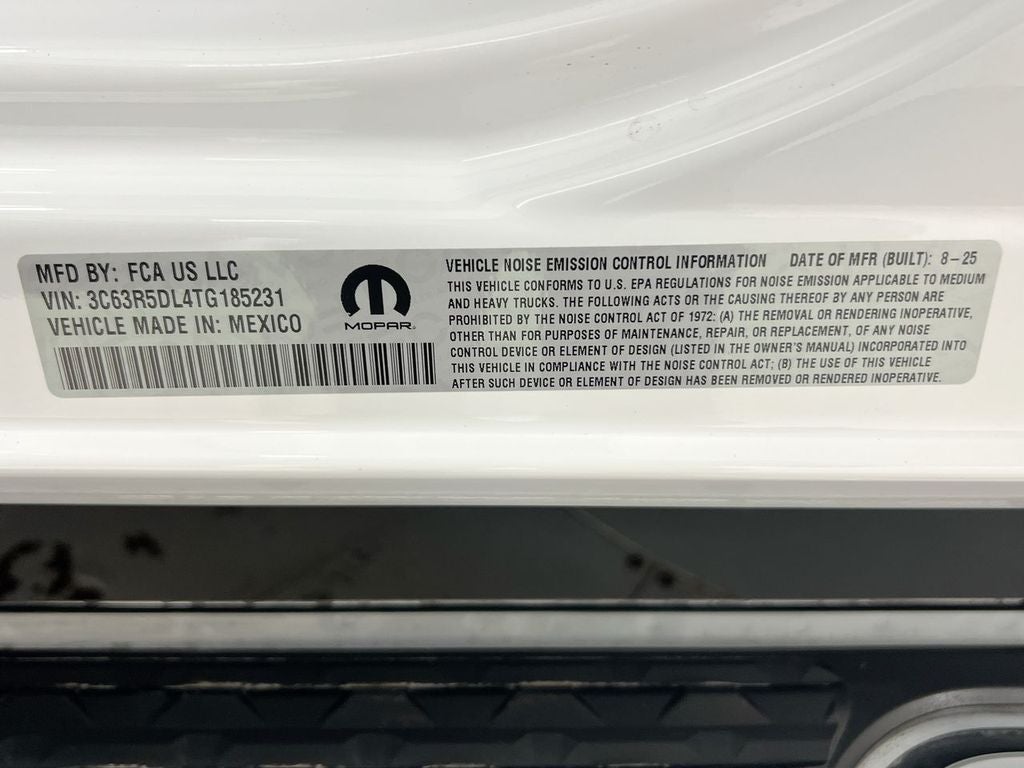 MFD BY: FCA US LLC
VIN: 3C63R5DL4TG185231
VEHICLE MADE IN: MEXICO
MOPAR®
VEHICLE NOISE EMISSION CONTROL INFORMATION DATE OF MFR (BUILT): 8–25
THIS VEHICLE CONFORMS TO U.S. EPA REGULATIONS FOR NOISE EMISSION APPLICABLE TO MEDIUM
AND HEAVY TRUCKS. THE FOLLOWING ACTS OR THE CAUSING THEREOF BY ANY PERSON ARE
PROHIBITED BY THE NOISE CONTROL ACT OF 1972: (A) THE REMOVAL OR RENDERING INOPERATIVE,
OTHER THAN FOR PURPOSES OF MAINTENANCE, REPAIR, OR REPLACEMENT, OF ANY NOISE
CONTROL DEVICE OR ELEMENT OF DESIGN (LISTED IN THE OWNER'S MANUAL) INCORPORATED INTO
THIS VEHICLE IN COMPLIANCE WITH THE NOISE CONTROL ACT; (B) THE USE OF THIS VEHICLE
AFTER SUCH DEVICE OR ELEMENT OF DESIGN HAS BEEN REMOVED OR RENDERED INOPERATIVE.